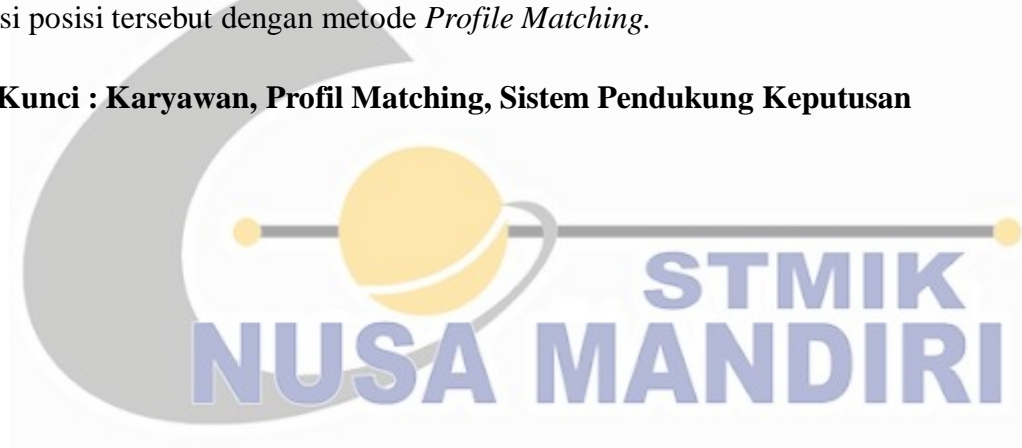 si posisi tersebut dengan metode Profile Matching.
Kunci : Karyawan, Profil Matching, Sistem Pendukung Keputusan
STMIK
NUSA MANDIRI